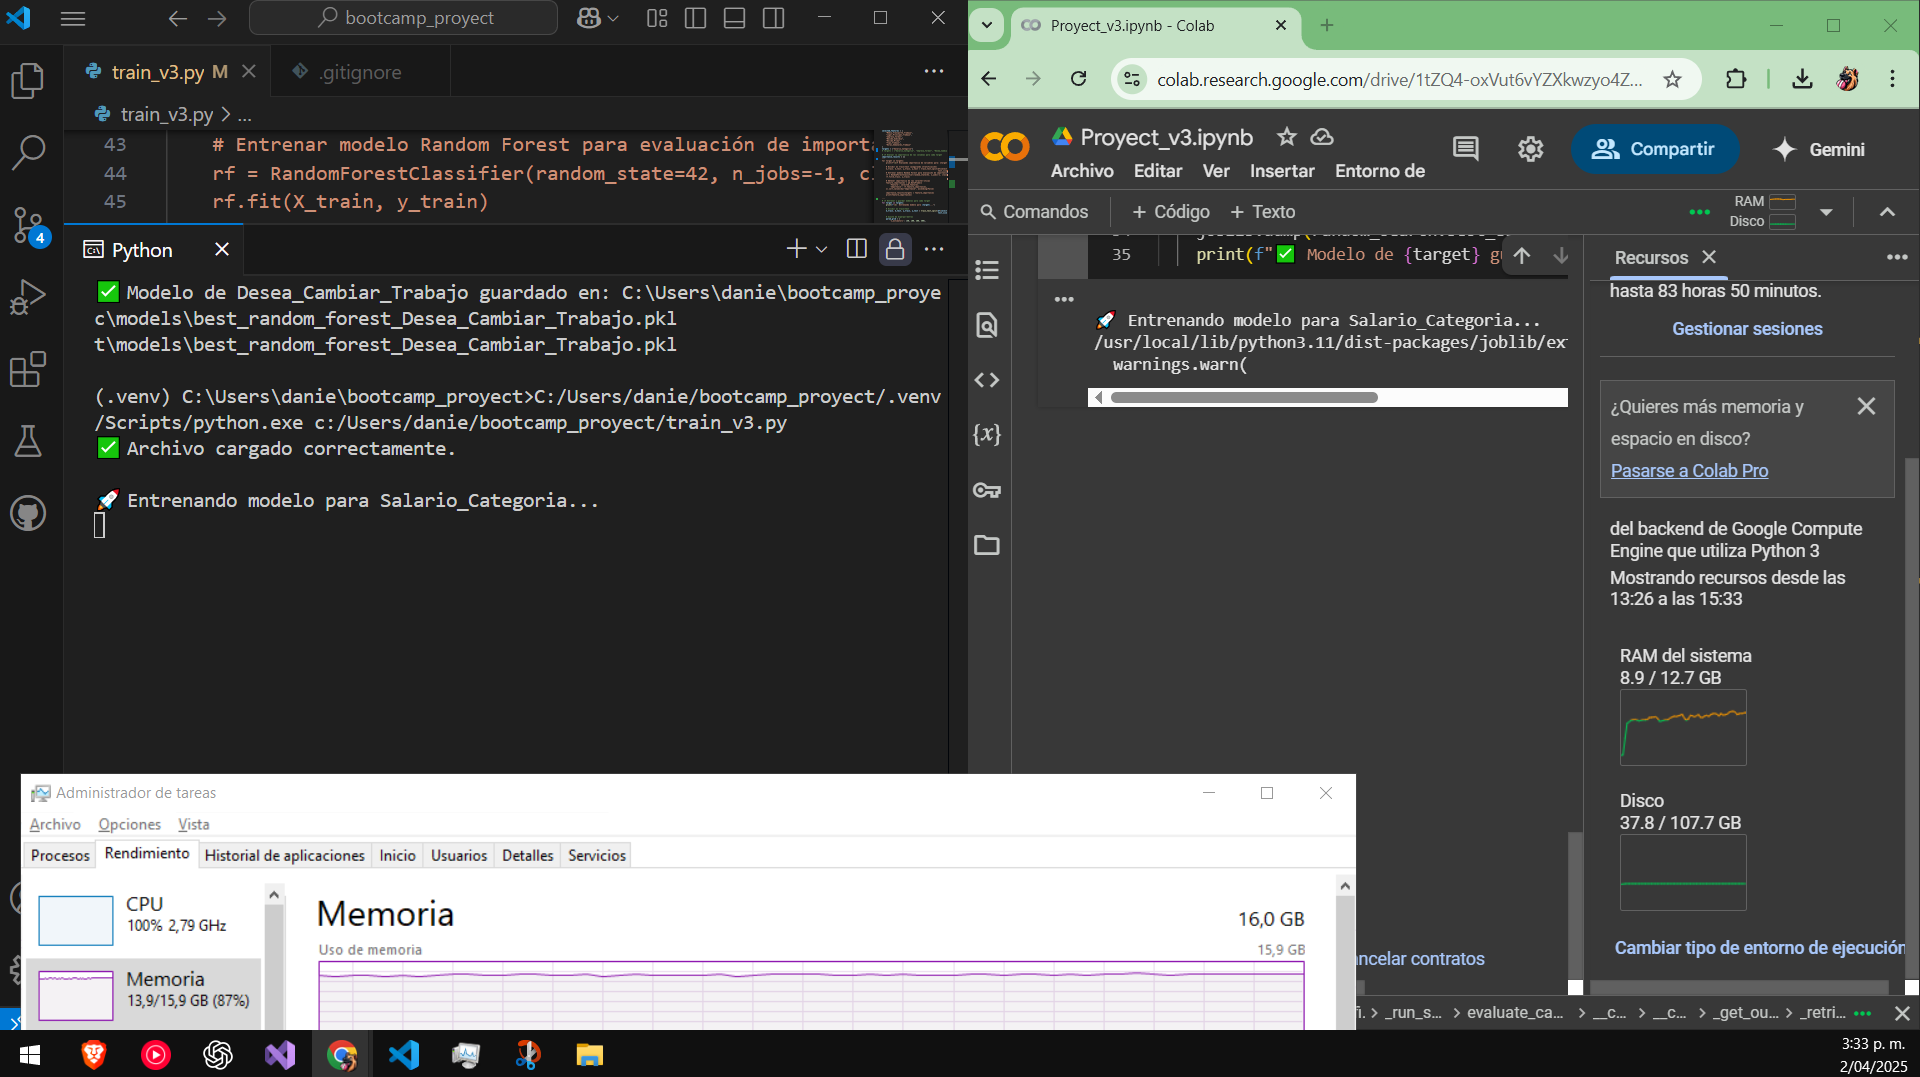 bootcamp_proyect
train_v3.py M
.gitignore
train_v3.py > ...
43 # Entrenar modelo Random Forest para evaluación de import
44 rf = RandomForestClassifier(random_state=42, n_jobs=-1, cl
45 rf.fit(X_train, y_train)
4
Python
✅ Modelo de Desea_Cambiar_Trabajo guardado en: C:\Users\danie\bootcamp_proye
c\models\best_random_forest_Desea_Cambiar_Trabajo.pkl
t\models\best_random_forest_Desea_Cambiar_Trabajo.pkl
(.venv) C:\Users\danie\bootcamp_proyect>C:/Users/danie/bootcamp_proyect/.venv
/Scripts/python.exe c:/Users/danie/bootcamp_proyect/train_v3.py
✅ Archivo cargado correctamente.
🚀 Entrenando modelo para Salario_Categoria...
Proyect_v3.ipynb - Colab
colab.research.google.com/drive/1tZQ4-oxVut6vYZXkwzyo4Z...
Proyect_v3.ipynb
Compartir
Gemini
Archivo Editar Ver Insertar Entorno de
Comandos + Código + Texto
RAM
Disco
35 print(f"✅ Modelo de {target} g
🚀 Entrenando modelo para Salario_Categoria...
/usr/local/lib/python3.11/dist-packages/joblib/ex
warnings.warn(
Recursos
hasta 83 horas 50 minutos.
Gestionar sesiones
¿Quieres más memoria y
espacio en disco?
Pasarse a Colab Pro
del backend de Google Compute
Engine que utiliza Python 3
Mostrando recursos desde las
13:26 a las 15:33
RAM del sistema
8.9 / 12.7 GB
Disco
37.8 / 107.7 GB
Cambiar tipo de entorno de ejecución
ancelar contratos
_run_s... > evaluate_ca... > __c... > __c... > _get_ou... > _retri...
Administrador de tareas
Archivo Opciones Vista
Procesos Rendimiento Historial de aplicaciones Inicio Usuarios Detalles Servicios
CPU
100% 2,79 GHz
Memoria
13,9/15,9 GB (87%)
Memoria
16,0 GB
Uso de memoria
15,9 GB
3:33 p. m.
2/04/2025